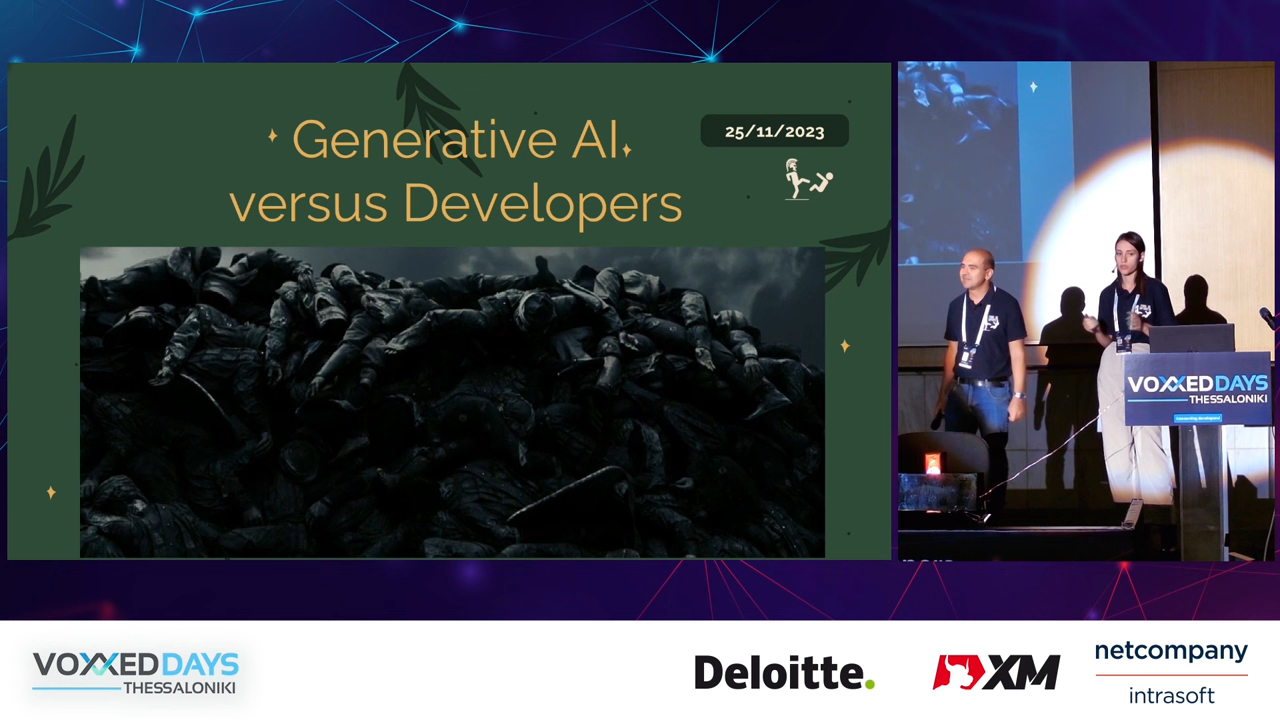 Generative AI
versus Developers
25/11/2023
VOXXED DAYS
THESSALONIKI
VOXXED DAYS
THESSALONIKI
Deloitte.
XM
netcompany
intrasoft